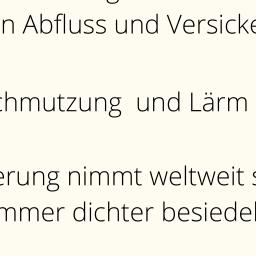 n Abfluss und Versicke
chmutzung und Lärm
erung nimmt weltweit s
mmer dichter besiedel